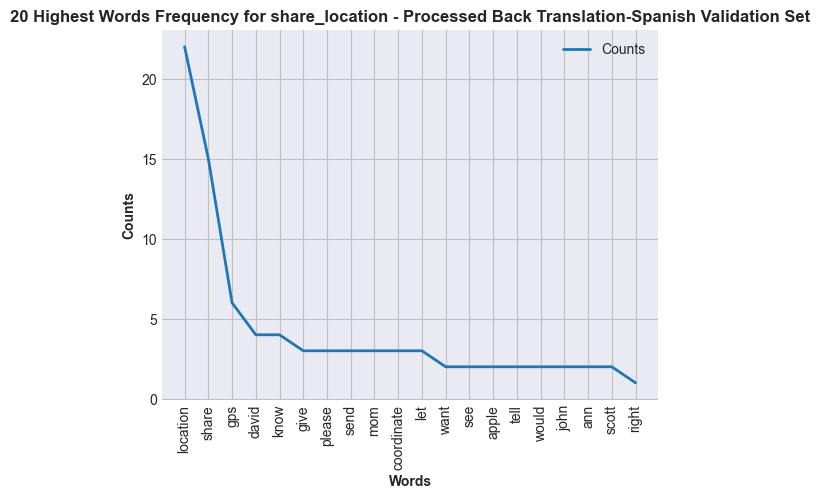 20 Highest Words Frequency for share_location - Processed Back Translation-Spanish Validation Set
Counts
20
15
10
5
0
Counts
location
share
gps
david
know
give
please
send
mom
coordinate
let
want
see
apple
tell
would
john
ann
scott
right
Words